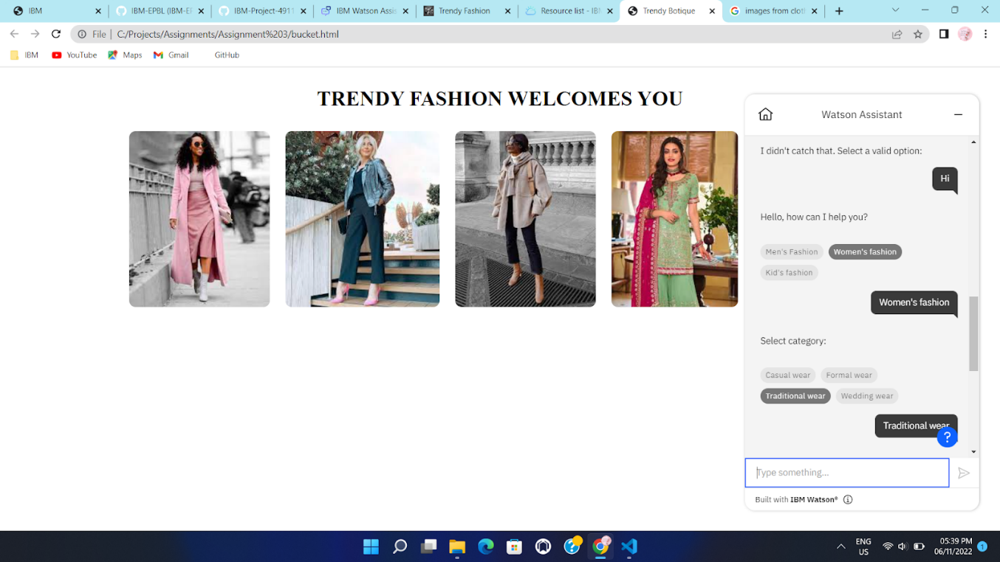 IBM
IBM-EPBL (IBM-EP
IBM-Project-4911
IBM Watson Assis
Trendy Fashion
Resource list - IBM
Trendy Botique
images from cloth
File
C:/Projects/Assignments/Assignment%203/bucket.html
IBM
YouTube
Maps
Gmail
GitHub
TRENDY FASHION WELCOMES YOU
Watson Assistant
I didn't catch that. Select a valid option:
Hi
Hello, how can I help you?
Men's Fashion
Women's fashion
Kid's fashion
Women's fashion
Select category:
Casual wear
Formal wear
Traditional wear
Wedding wear
Traditional wear
?
Type something...
Built with IBM Watson®
ENG
US
05:39 PM
06/11/2022
1